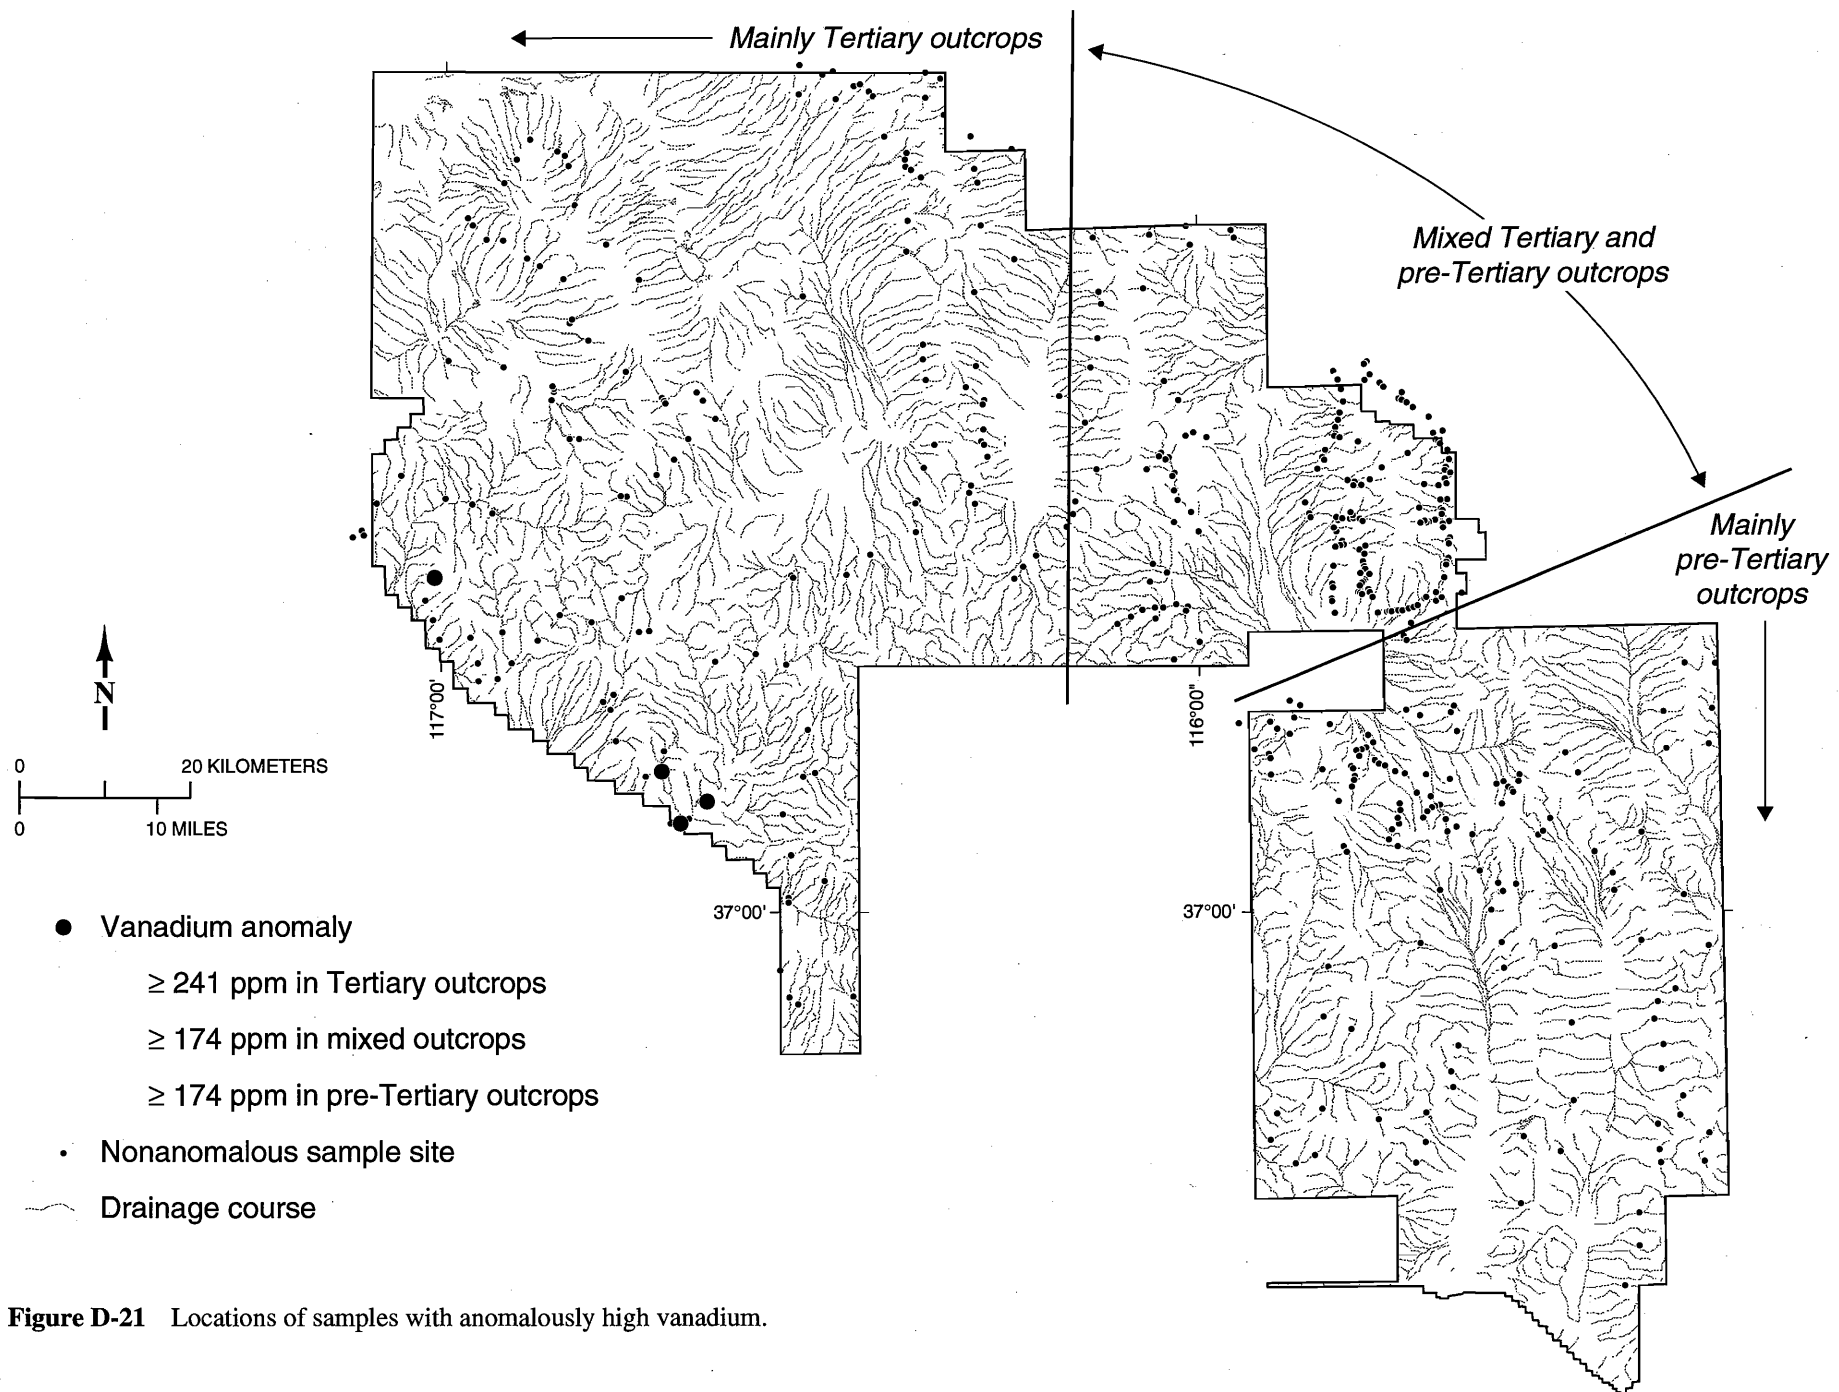 Mainly Tertiary outcrops
Mixed Tertiary and
pre-Tertiary outcrops
Mainly
pre-Tertiary
outcrops
N
117°00'
116°00"
0 20 KILOMETERS
0 10 MILES
37°00'
37°00'
Vanadium anomaly
≥ 241 ppm in Tertiary outcrops
≥ 174 ppm in mixed outcrops
≥ 174 ppm in pre-Tertiary outcrops
Nonanomalous sample site
Drainage course
Figure D-21 Locations of samples with anomalously high vanadium.